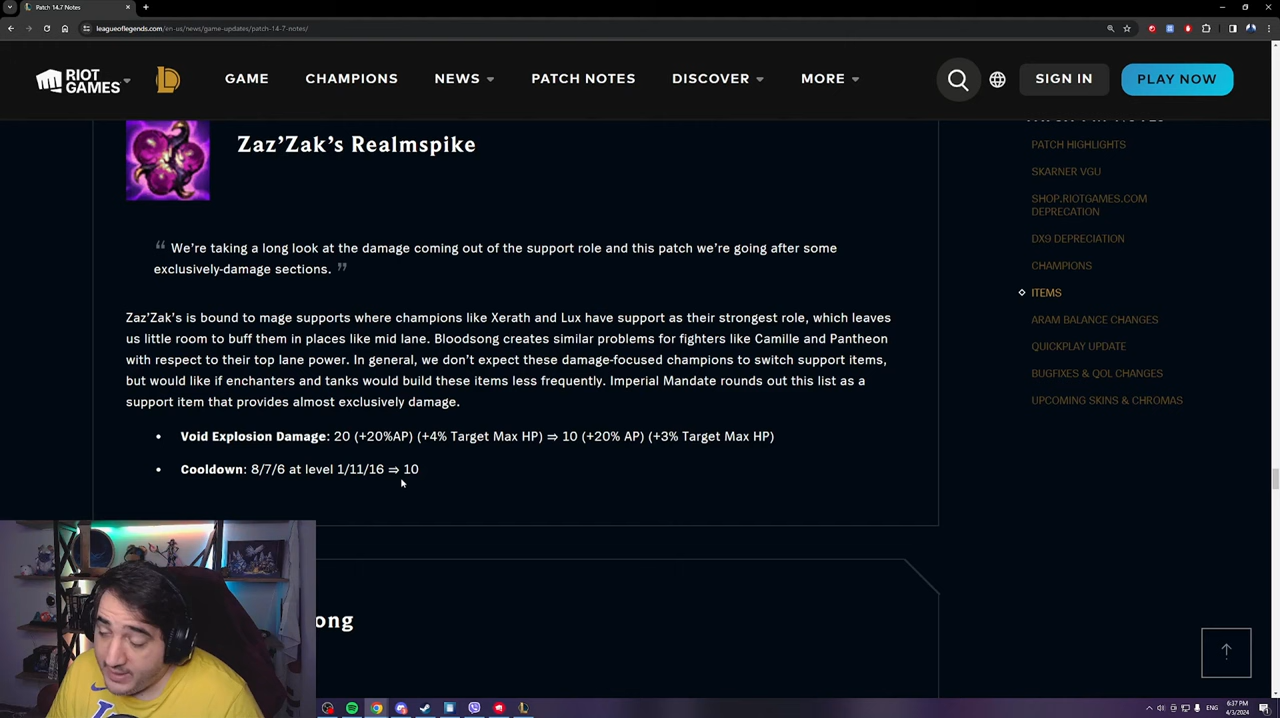 Patch 14.7 Notes
leagueoflegends.com/en-us/news/game-updates/patch-14-7-notes/
RIOT GAMES
GAME
CHAMPIONS
NEWS
PATCH NOTES
DISCOVER
MORE
SIGN IN
PLAY NOW
Zaz'Zak's Realmspike
“ We're taking a long look at the damage coming out of the support role and this patch we're going after some
exclusively-damage sections. ”
Zaz'Zak's is bound to mage supports where champions like Xerath and Lux have support as their strongest role, which leaves
us little room to buff them in places like mid lane. Bloodsong creates similar problems for fighters like Camille and Pantheon
with respect to their top lane power. In general, we don't expect these damage-focused champions to switch support items,
but would like if enchanters and tanks would build these items less frequently. Imperial Mandate rounds out this list as a
support item that provides almost exclusively damage.
• Void Explosion Damage: 20 (+20%AP) (+4% Target Max HP) ⇒ 10 (+20% AP) (+3% Target Max HP)
• Cooldown: 8/7/6 at level 1/11/16 ⇒ 10
ong
PATCH HIGHLIGHTS
SKARNER VGU
SHOP.RIOTGAMES.COM
DEPRECATION
DX9 DEPRECIATION
CHAMPIONS
ITEMS
ARAM BALANCE CHANGES
QUICKPLAY UPDATE
BUGFIXES & QOL CHANGES
UPCOMING SKINS & CHROMAS
ENG
6:37 PM
4/3/2024